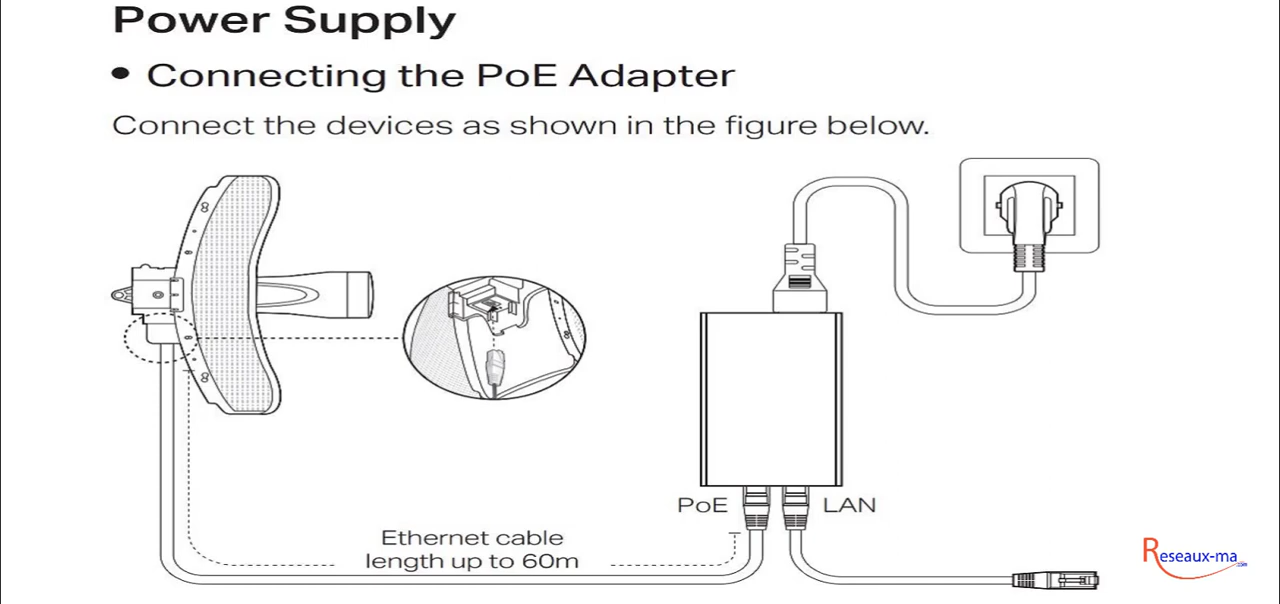 Power Supply
• Connecting the PoE Adapter
Connect the devices as shown in the figure below.
PoE
LAN
Ethernet cable
length up to 60m
Reseaux-ma.com